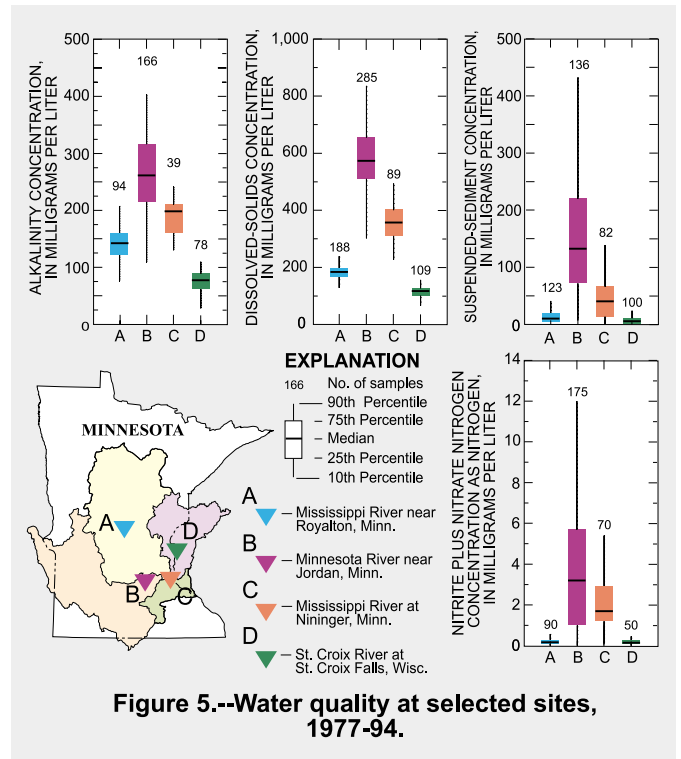 ALKALINITY CONCENTRATION,
IN MILLIGRAMS PER LITER
500
400
300
200
100
0
94
166
39
78
A B C D
DISSOLVED-SOLIDS CONCENTRATION,
IN MILLIGRAMS PER LITER
1,000
800
600
400
200
0
188
285
89
109
A B C D
SUSPENDED-SEDIMENT CONCENTRATION,
IN MILLIGRAMS PER LITER
500
400
300
200
100
0
123
136
82
100
A B C D
MINNESOTA
A
B
C
D
EXPLANATION
166 No. of samples
90th Percentile
75th Percentile
Median
25th Percentile
10th Percentile
A
Mississippi River near
Royalton, Minn.
B
Minnesota River near
Jordan, Minn.
C
Mississippi River at
Nininger, Minn.
D
St. Croix River at
St. Croix Falls, Wisc.
NITRITE PLUS NITRATE NITROGEN
CONCENTRATION AS NITROGEN,
IN MILLIGRAMS PER LITER
14
12
10
8
6
4
2
0
90
175
70
50
A B C D
Figure 5.--Water quality at selected sites,
1977-94.